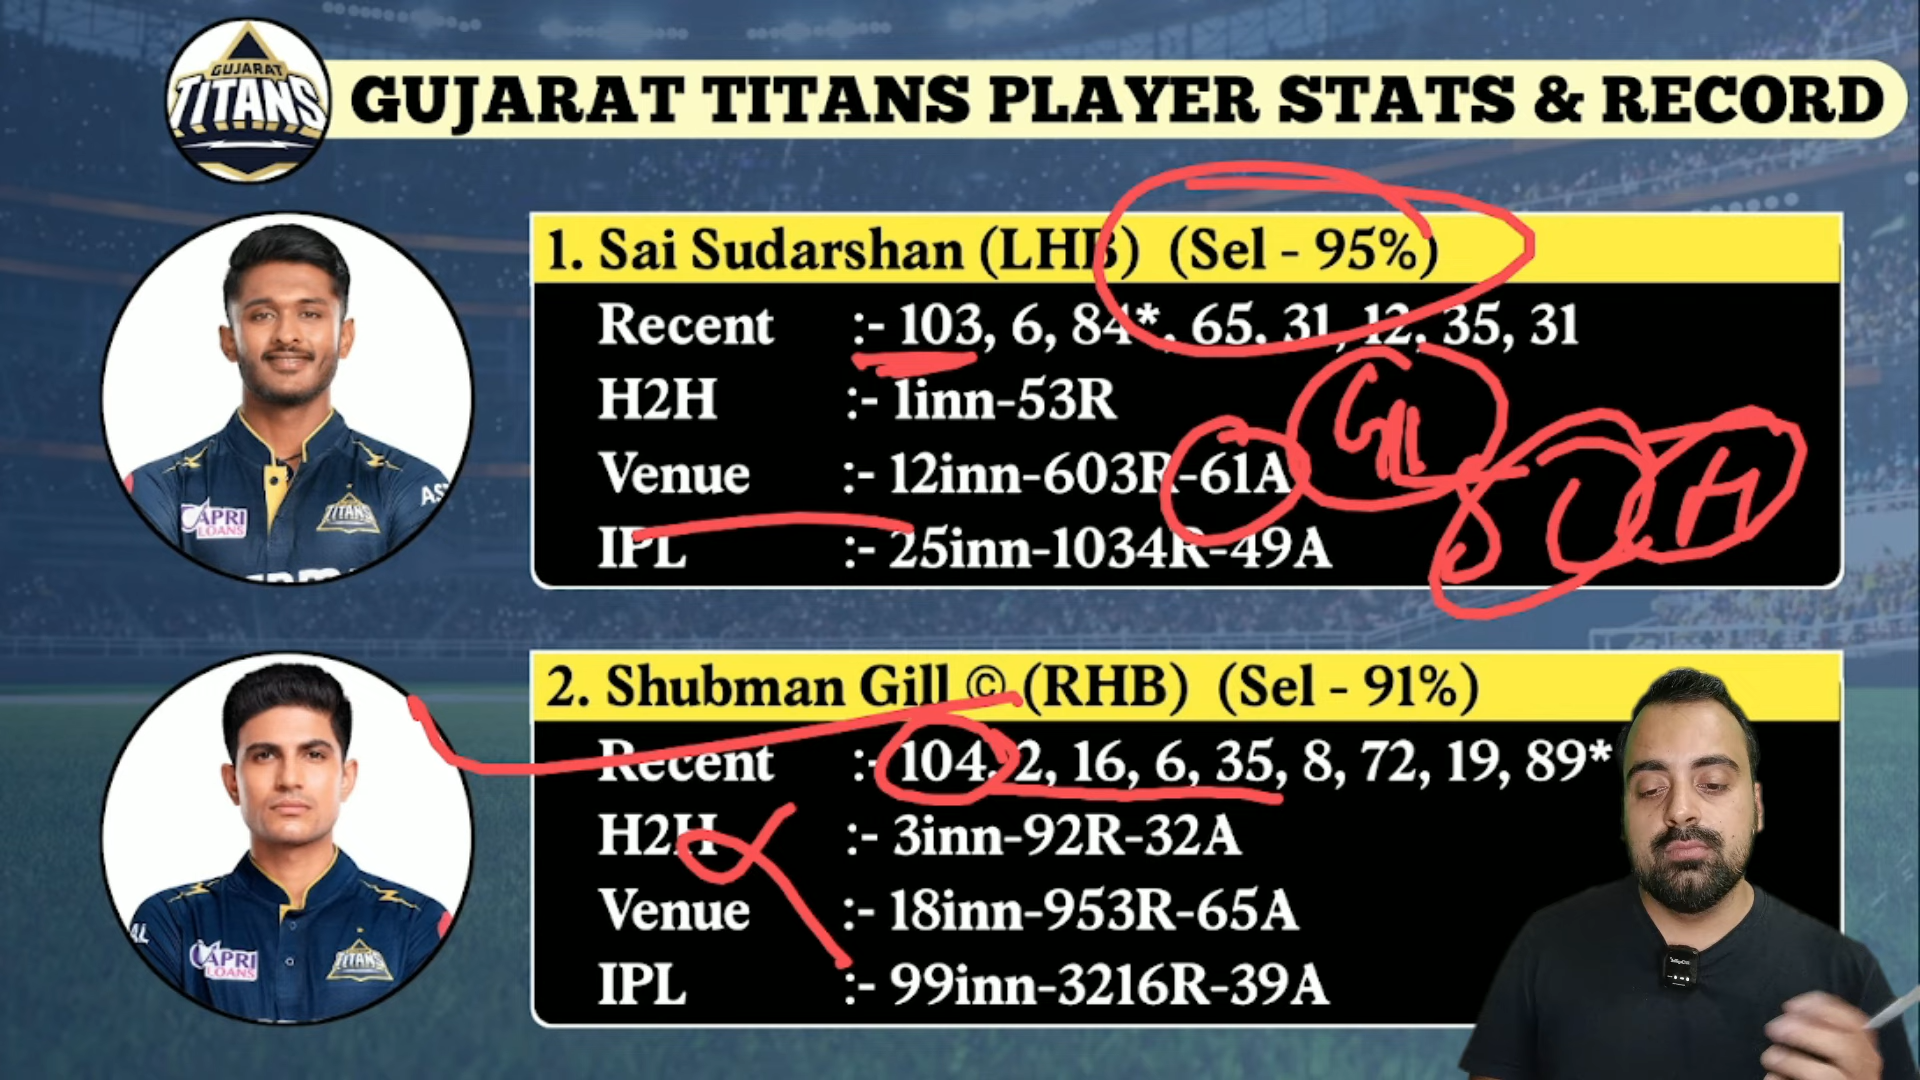 GUJARAT
TITANS
GUJARAT TITANS PLAYER STATS & RECORD
1. Sai Sudarshan (LHB) (Sel - 95%)
Recent :- 103, 6, 84*, 65, 31, 12, 35, 31
H2H :- 1inn-53R
Gill
Venue :- 12inn-603R-61A
H
IPL :- 25inn-1034R-49A
CAPRI
LOANS
TITANS
2. Shubman Gill © (RHB) (Sel - 91%)
Recent :- 104, 2, 16, 6, 35, 8, 72, 19, 89*
H2H :- 3inn-92R-32A
Venue :- 18inn-953R-65A
IPL :- 99inn-3216R-39A
CAPRI
LOANS
TITANS